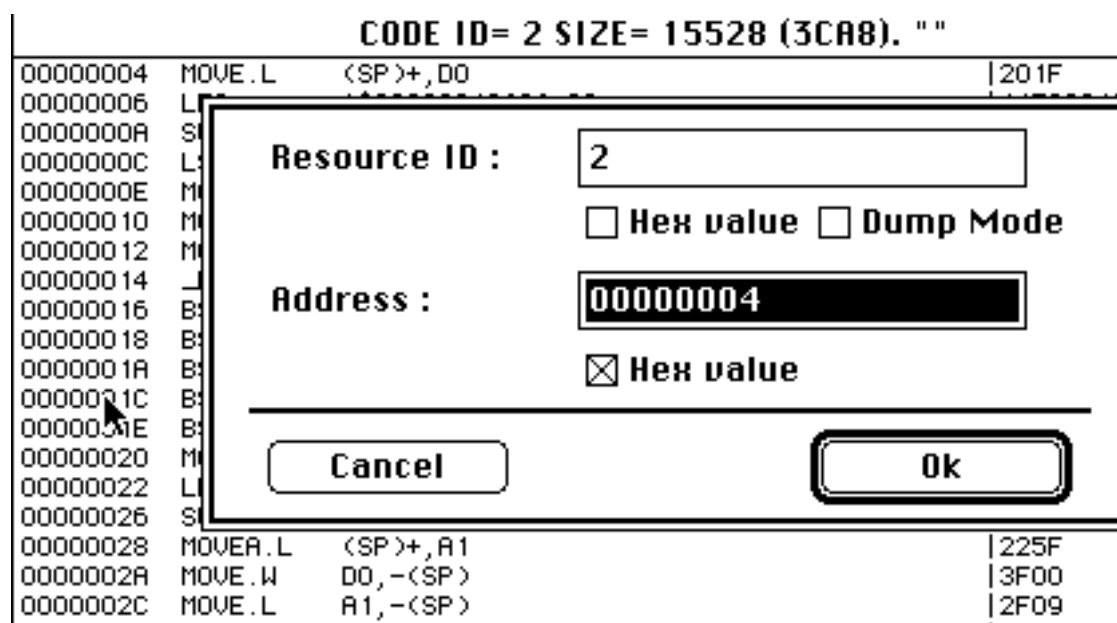 CODE ID= 2 SIZE= 15528 (3CA8). ""
00000004 MOVE.L (SP)+,D0 |201F
00000006
0000000A
0000000C
0000000E
00000010
00000012
00000014
00000016
00000018
0000001A
0000001C
0000001E
00000020
00000022
00000026
Resource ID : 2
Hex value Dump Mode
Address : 00000004
Hex value
Cancel Ok
00000028 MOVEA.L (SP)+,A1 |225F
0000002A MOVE.W D0,-(SP) |3F00
0000002C MOVE.L A1,-(SP) |2F09